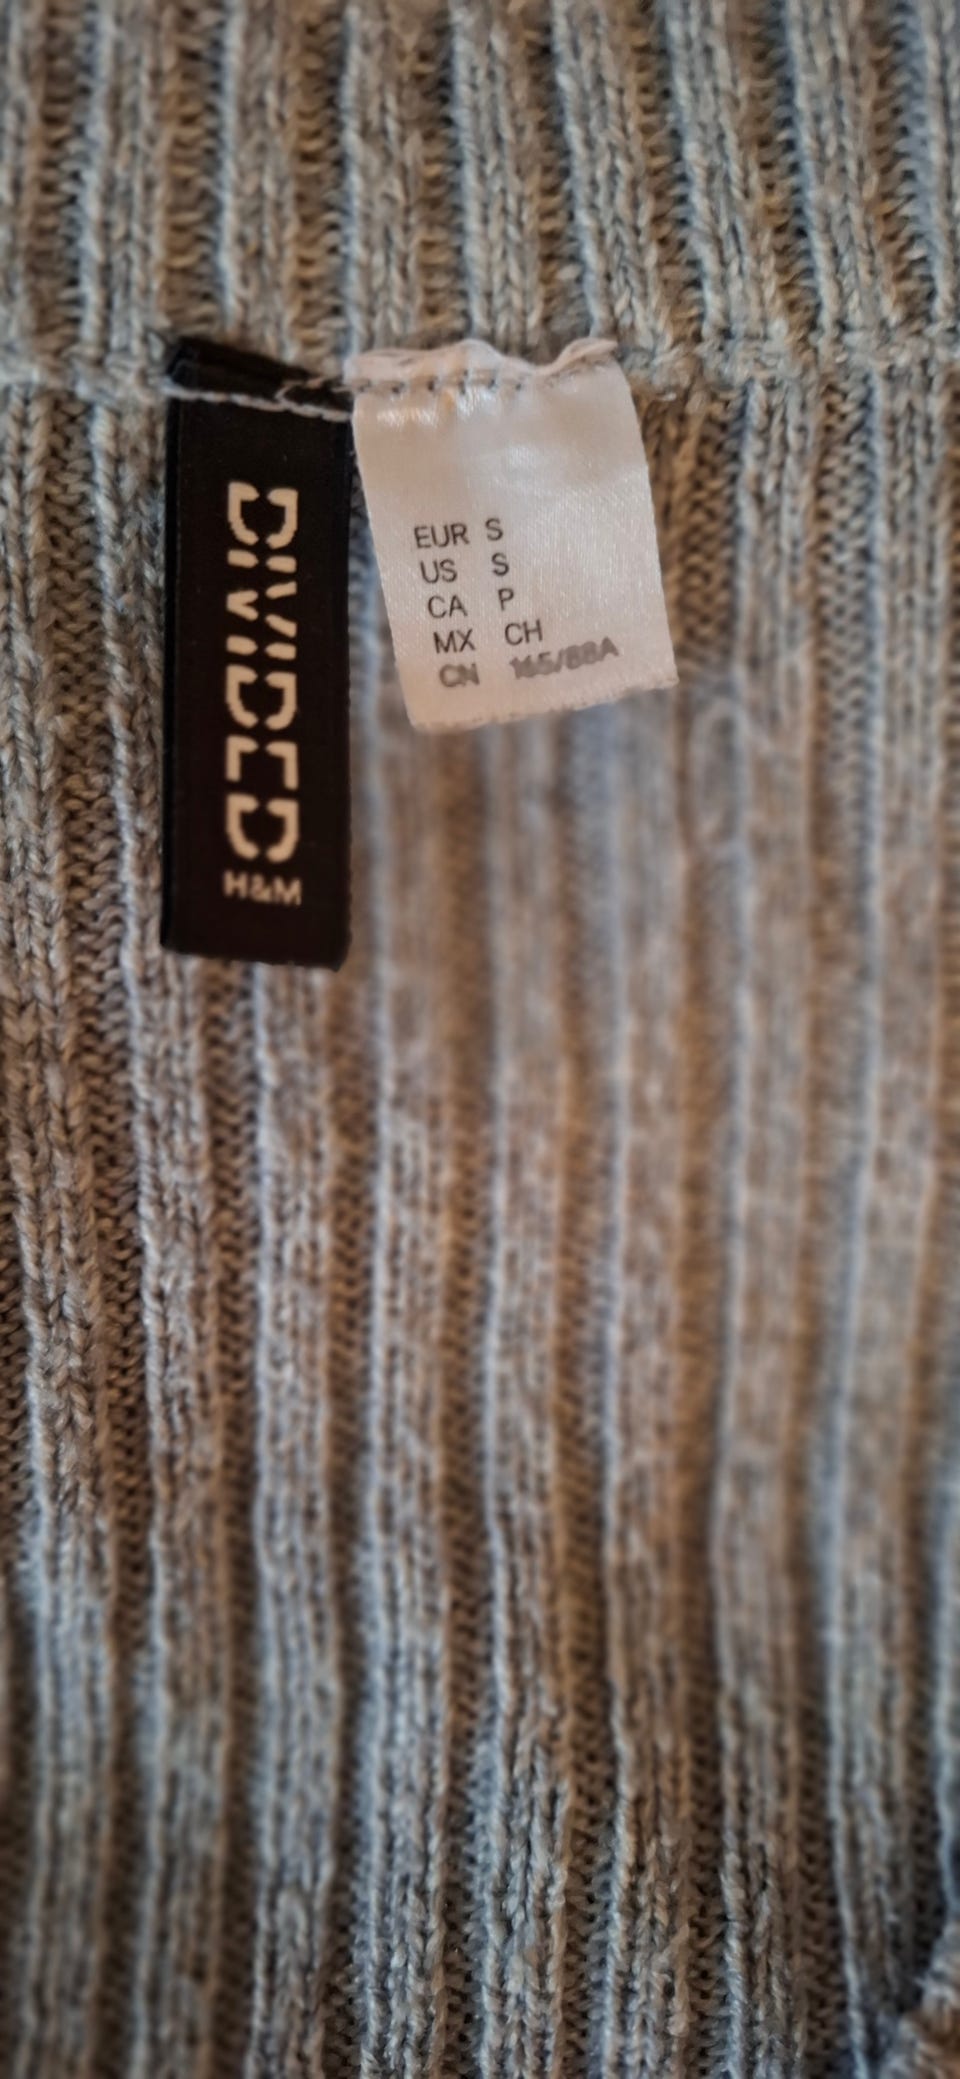 DIVIDED
H&M
EUR S
US S
CA P
MX CH
CN 165/88A